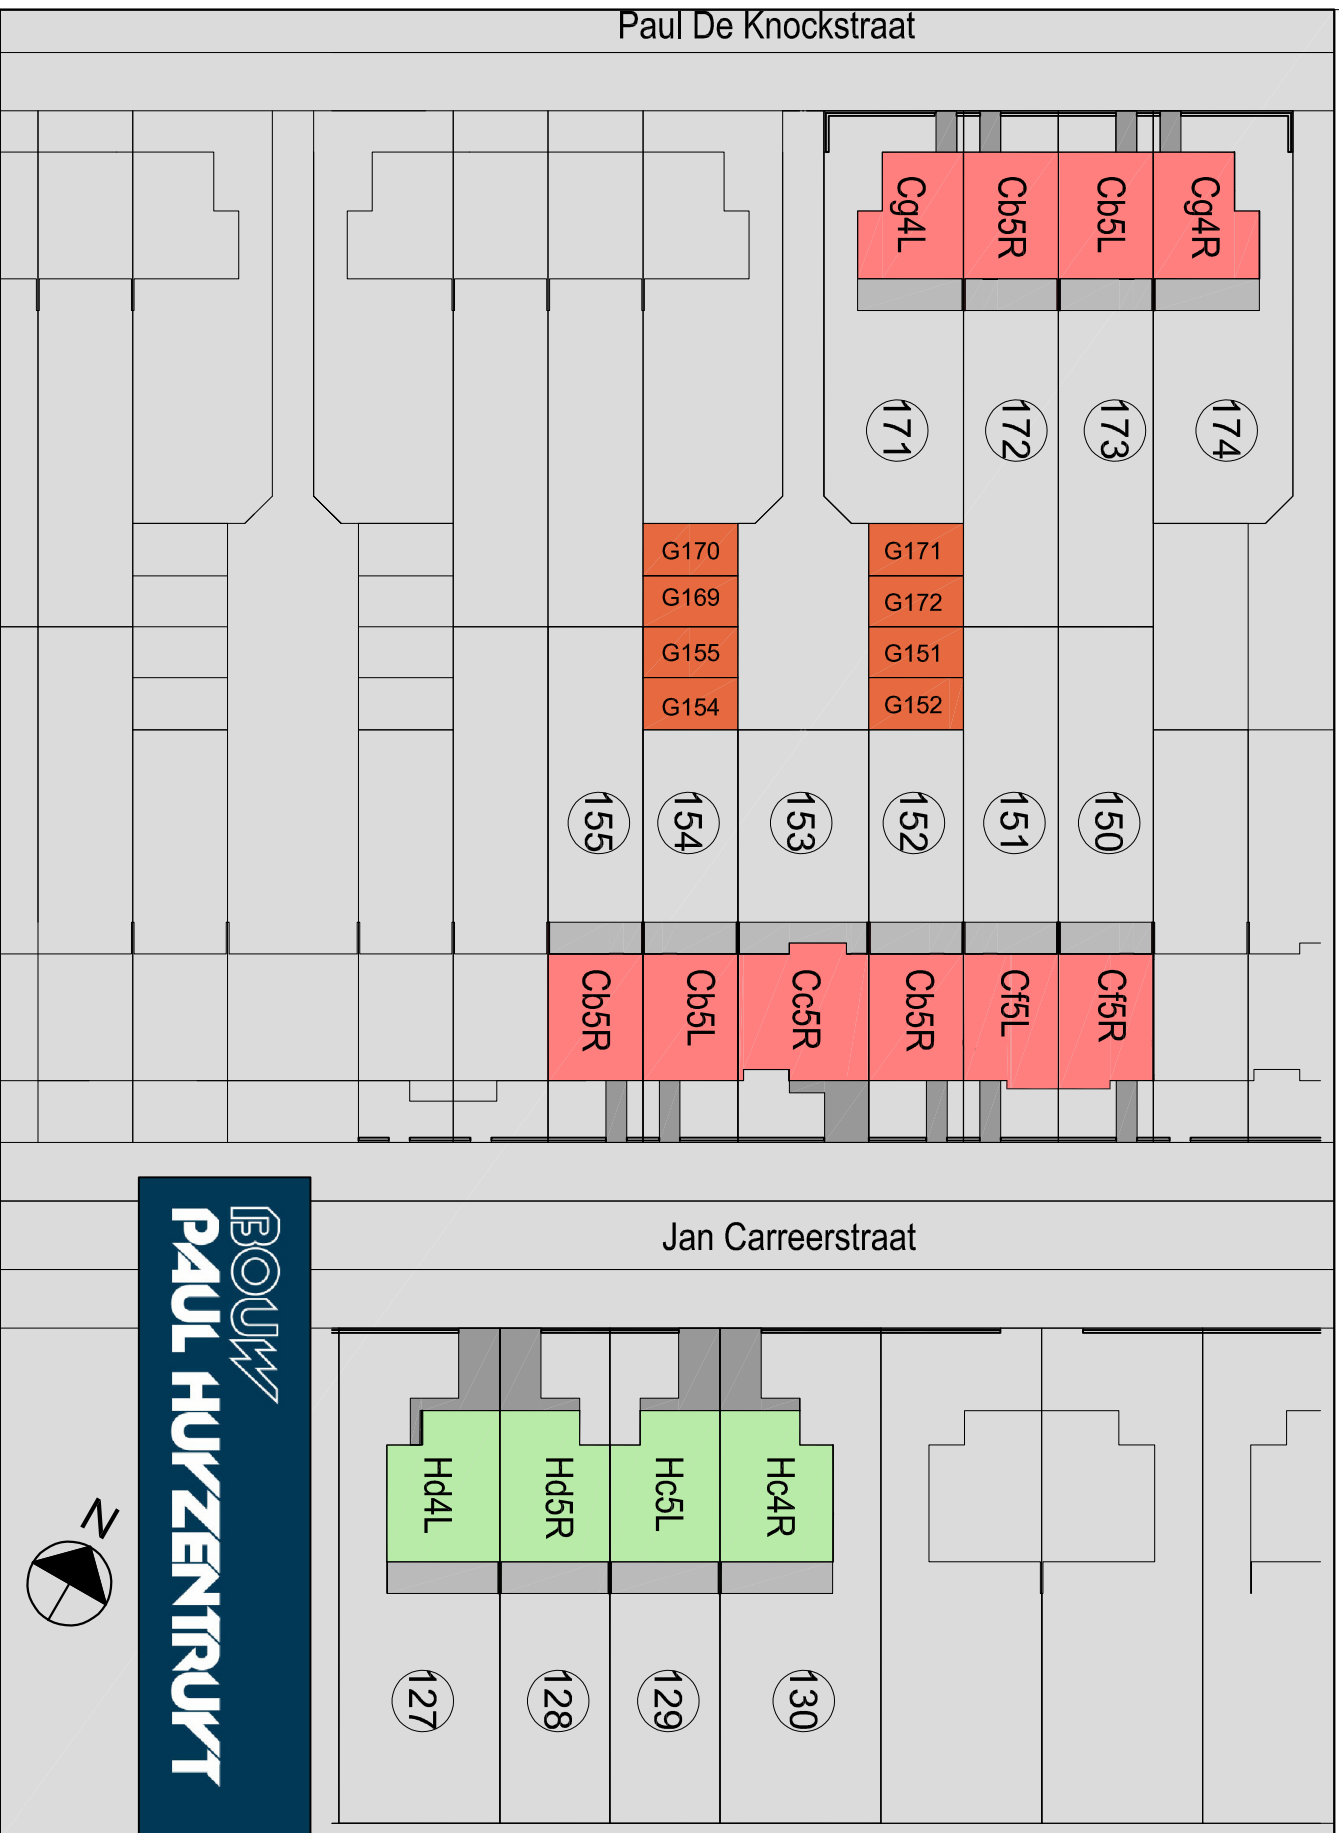 Paul De Knockstraat
Cg4L
Cb5R
Cb5L
Cg4R
171
172
173
174
G170
G169
G155
G154
G171
G172
G151
G152
155
154
153
152
151
150
Cb5R
Cb5L
Cc5R
Cb5R
Cf5L
Cf5R
Jan Carreerstraat
BOUW
PAUL HUYZENTRUYT
N
Hd4L
Hd5R
Hc5L
Hc4R
127
128
129
130